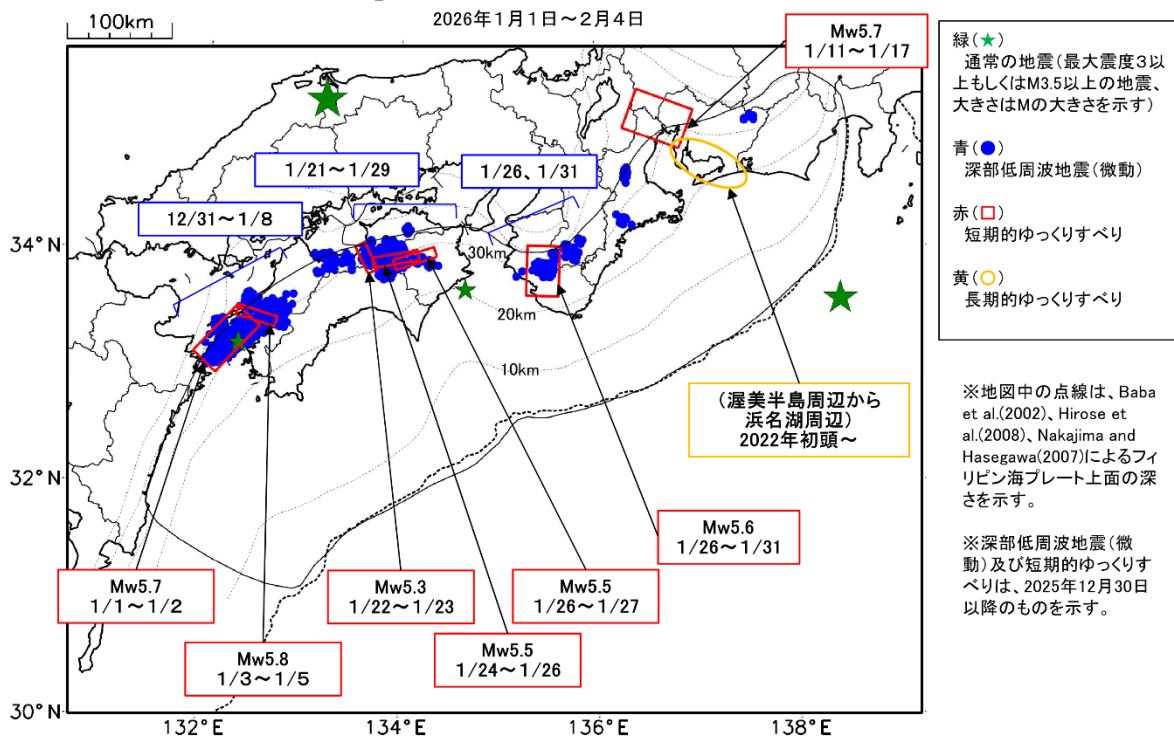 100km
2026年1月1日～2月4日
Mw5.7
1/11～1/17
1/21～1/29
1/26、1/31
12/31～1/8
34°N
30km
20km
10km
(渥美半島周辺から
浜名湖周辺)
2022年初頭～
32°N
Mw5.6
1/26～1/31
Mw5.7
1/1～1/2
Mw5.3
1/22～1/23
Mw5.5
1/26～1/27
Mw5.8
1/3～1/5
Mw5.5
1/24～1/26
30°N
132°E
134°E
136°E
138°E
緑(★)
通常の地震(最大震度3以
上もしくはM3.5以上の地震、
大きさはMの大きさを示す)
青(●)
深部低周波地震(微動)
赤(□)
短期的ゆっくりすべり
黄(○)
長期的ゆっくりすべり
※地図中の点線は、Baba
et al.(2002)、Hirose et
al.(2008)、Nakajima and
Hasegawa(2007)によるフィ
リピン海プレート上面の深
さを示す。
※深部低周波地震(微
動)及び短期的ゆっくりす
べりは、2025年12月30日
以降のものを示す。